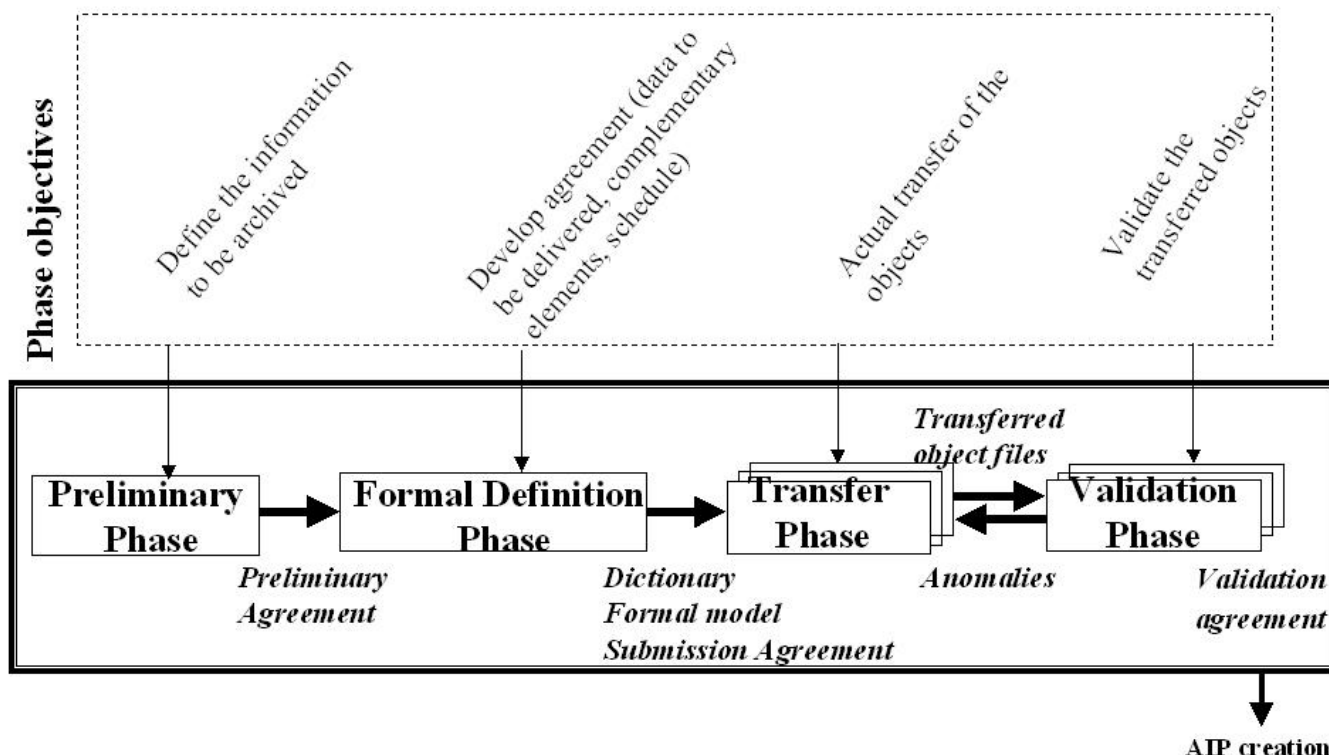 Phase objectives
Define the information
to be archived
Develop agreement (data to
be delivered, complementary
elements, schedule)
Actual transfer of the
objects
Validate the
transferred objects
Transferred
object files
Preliminary
Phase
Formal Definition
Phase
Transfer
Phase
Validation
Phase
Preliminary
Agreement
Dictionary
Formal model
Submission Agreement
Anomalies
Validation
agreement
AIP creation